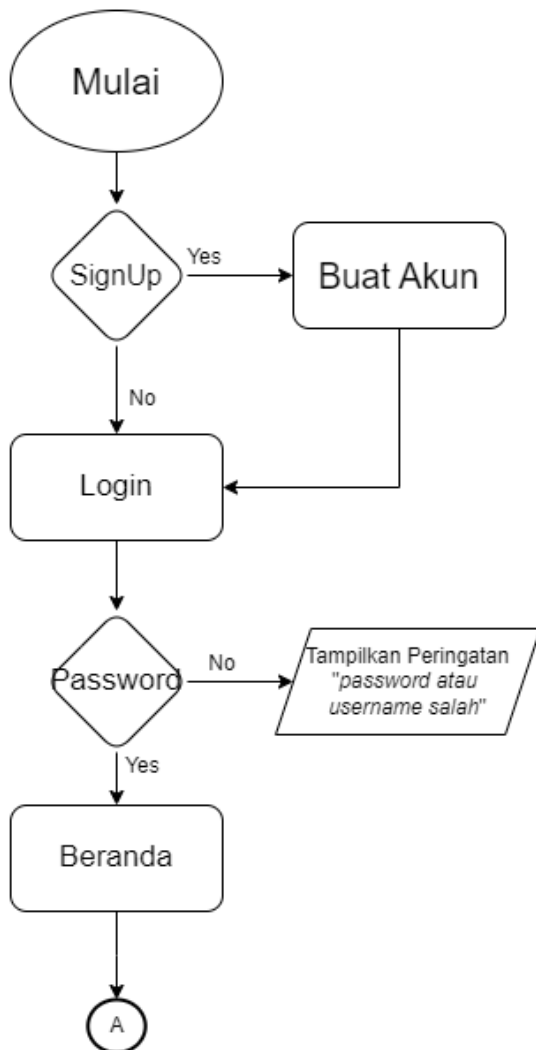 Mulai
SignUp
Yes
Buat Akun
No
Login
Password
No
Tampilkan Peringatan
"password atau
username salah"
Yes
Beranda
A